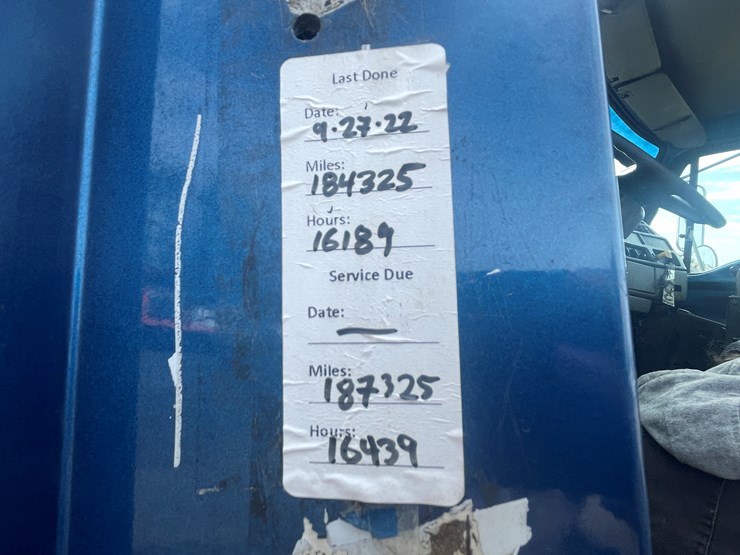 Last Done
Date:
9.27.22
Miles:
184325
Hours:
16189
Service Due
Date:
—
Miles:
187325
Hours:
16439